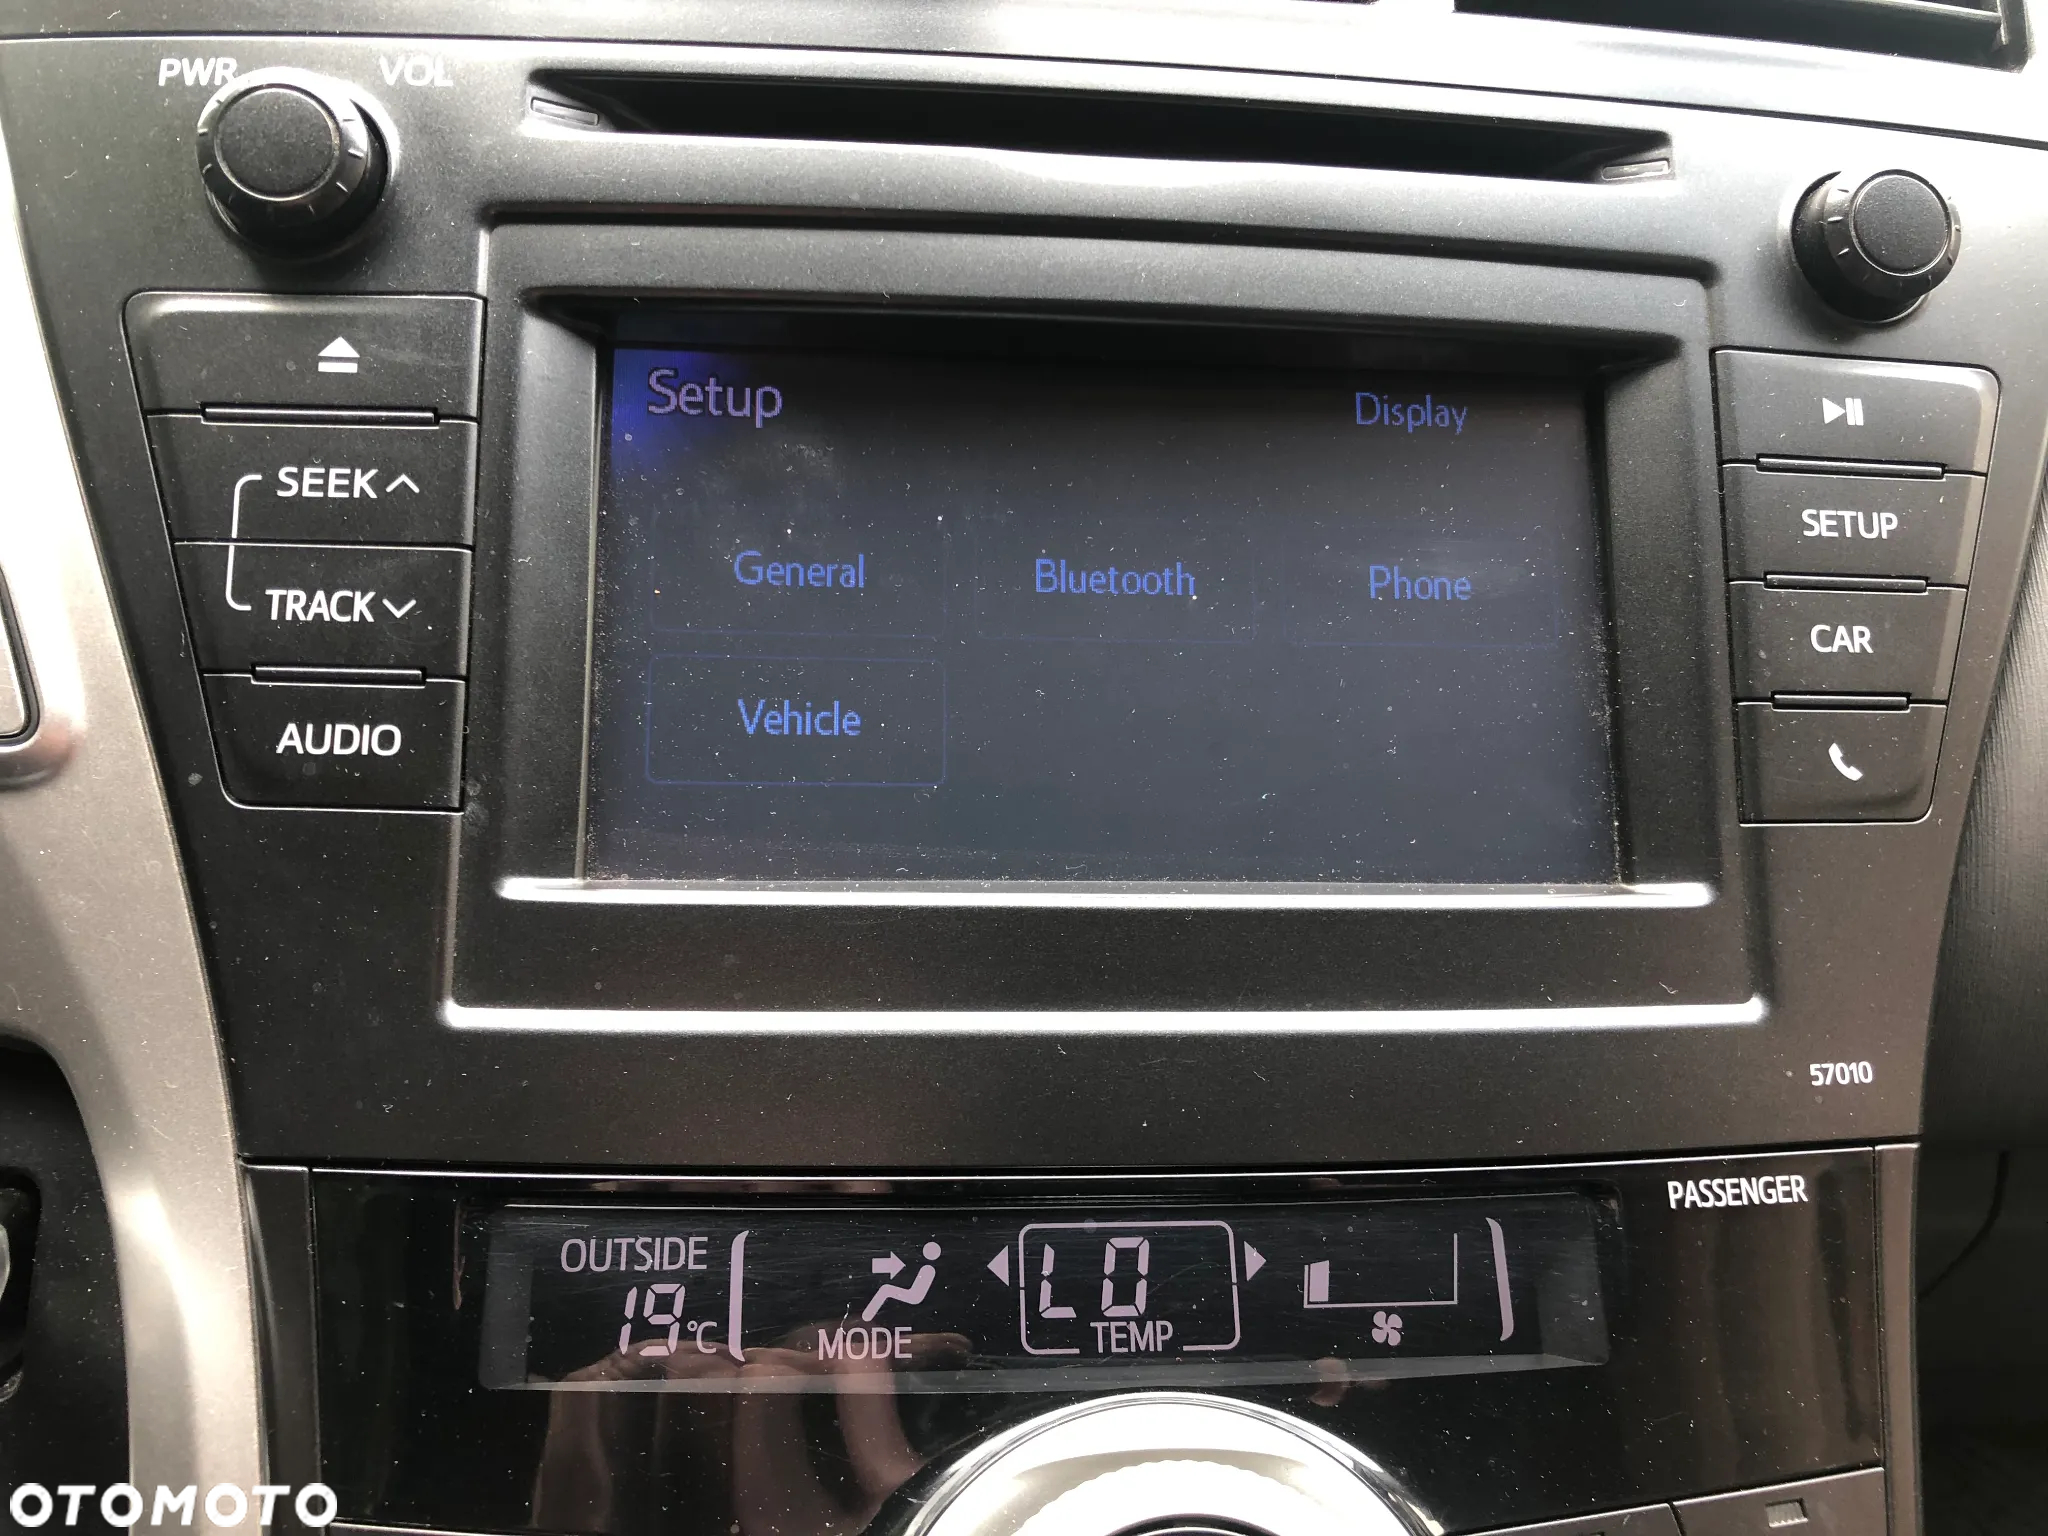 PWR VOL
SEEK
TRACK
AUDIO
Setup
Display
General
Bluetooth
Phone
Vehicle
SETUP
CAR
57010
PASSENGER
OUTSIDE
19°C
MODE
LO
TEMP
OTOMOTO